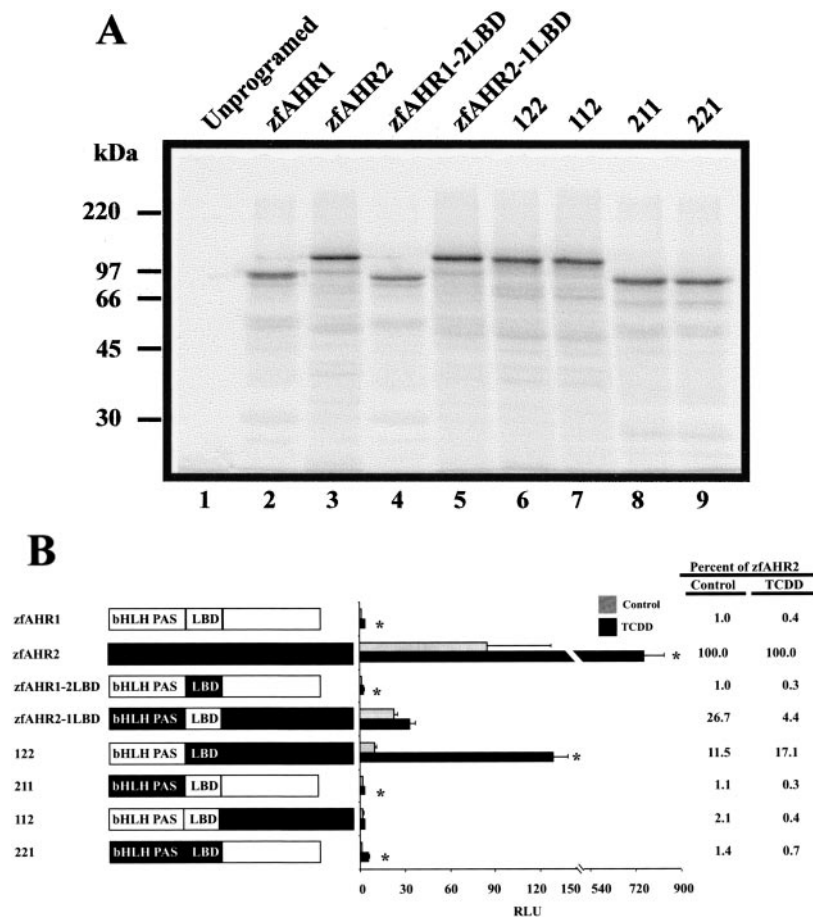 A
Unprogramed
zfAHR1
zfAHR2
zfAHR1-2LBD
zfAHR2-1LBD
122
112
211
221
kDa
220
97
66
45
30
1 2 3 4 5 6 7 8 9
B
Percent of zfAHR2
Control TCDD
Control
TCDD
zfAHR1 bHLH PAS LBD * 1.0 0.4
zfAHR2 * 100.0 100.0
zfAHR1-2LBD bHLH PAS LBD * 1.0 0.3
zfAHR2-1LBD bHLH PAS LBD 26.7 4.4
122 bHLH PAS LBD * 11.5 17.1
211 bHLH PAS LBD * 1.1 0.3
112 bHLH PAS LBD 2.1 0.4
221 bHLH PAS LBD * 1.4 0.7
0 30 60 90 120 150 540 720 900
RLU